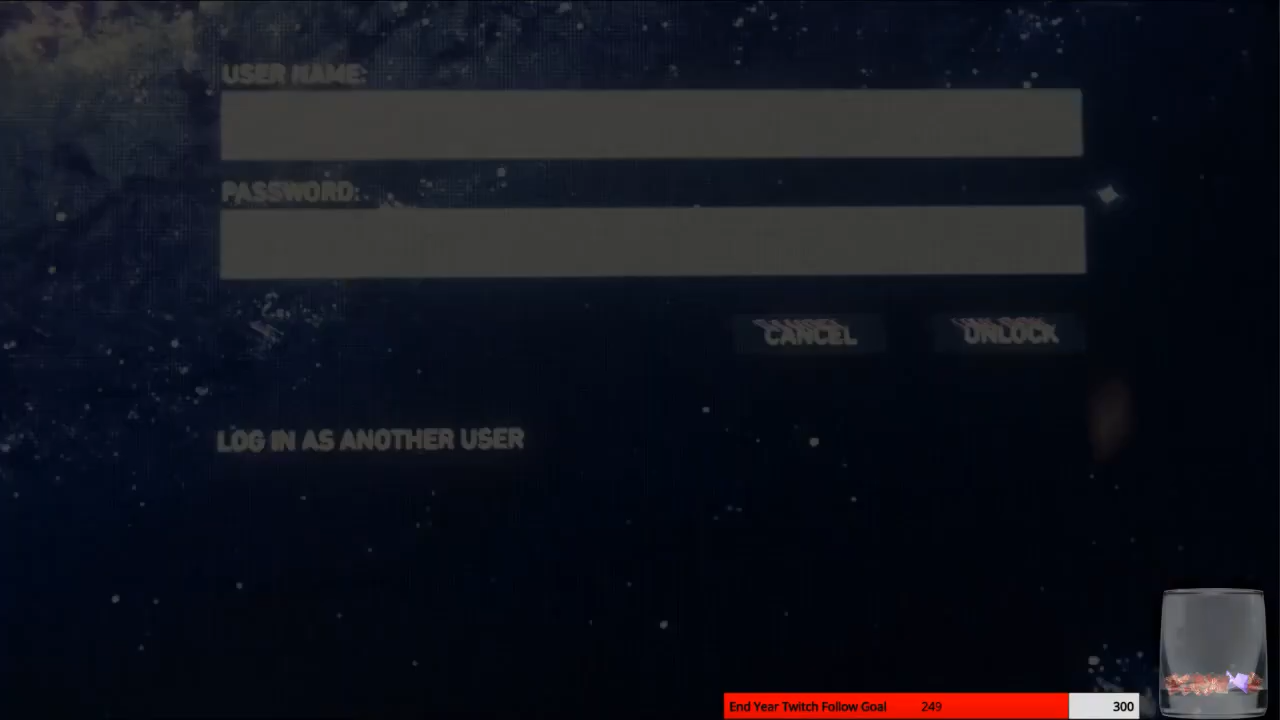 USER NAME:
PASSWORD:
CANCEL
UNLOCK
LOG IN AS ANOTHER USER
End Year Twitch Follow Goal 249 300